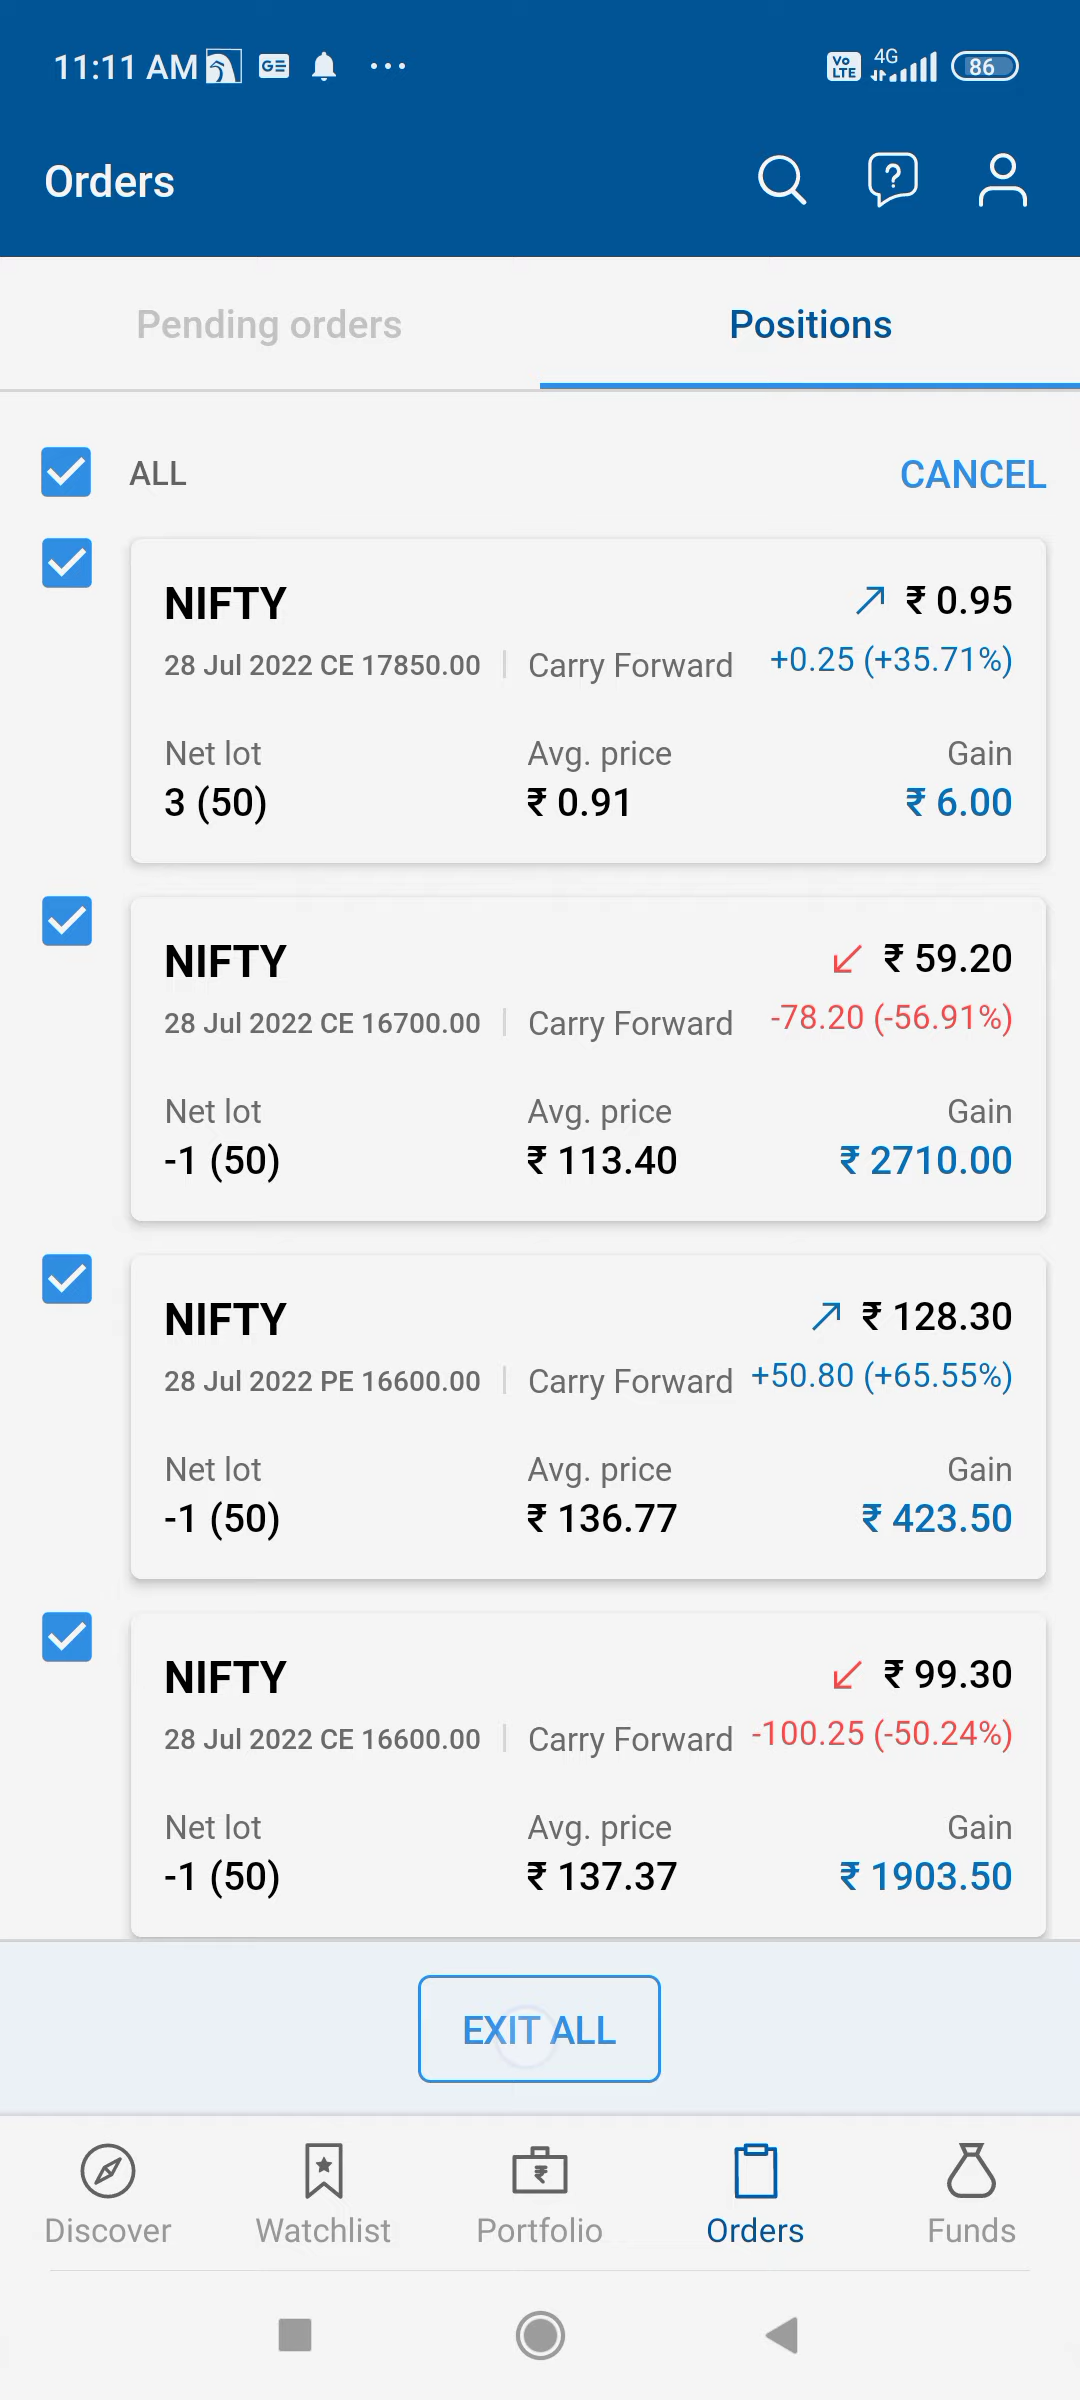 11:11 AM GE ... Vo LTE 4G 86
Orders
Pending orders Positions
ALL CANCEL
NIFTY ₹ 0.95
28 Jul 2022 CE 17850.00 Carry Forward +0.25 (+35.71%)
Net lot Avg. price Gain
3 (50) ₹ 0.91 ₹ 6.00
NIFTY ₹ 59.20
28 Jul 2022 CE 16700.00 Carry Forward -78.20 (-56.91%)
Net lot Avg. price Gain
-1 (50) ₹ 113.40 ₹ 2710.00
NIFTY ₹ 128.30
28 Jul 2022 PE 16600.00 Carry Forward +50.80 (+65.55%)
Net lot Avg. price Gain
-1 (50) ₹ 136.77 ₹ 423.50
NIFTY ₹ 99.30
28 Jul 2022 CE 16600.00 Carry Forward -100.25 (-50.24%)
Net lot Avg. price Gain
-1 (50) ₹ 137.37 ₹ 1903.50
EXIT ALL
Discover Watchlist Portfolio Orders Funds